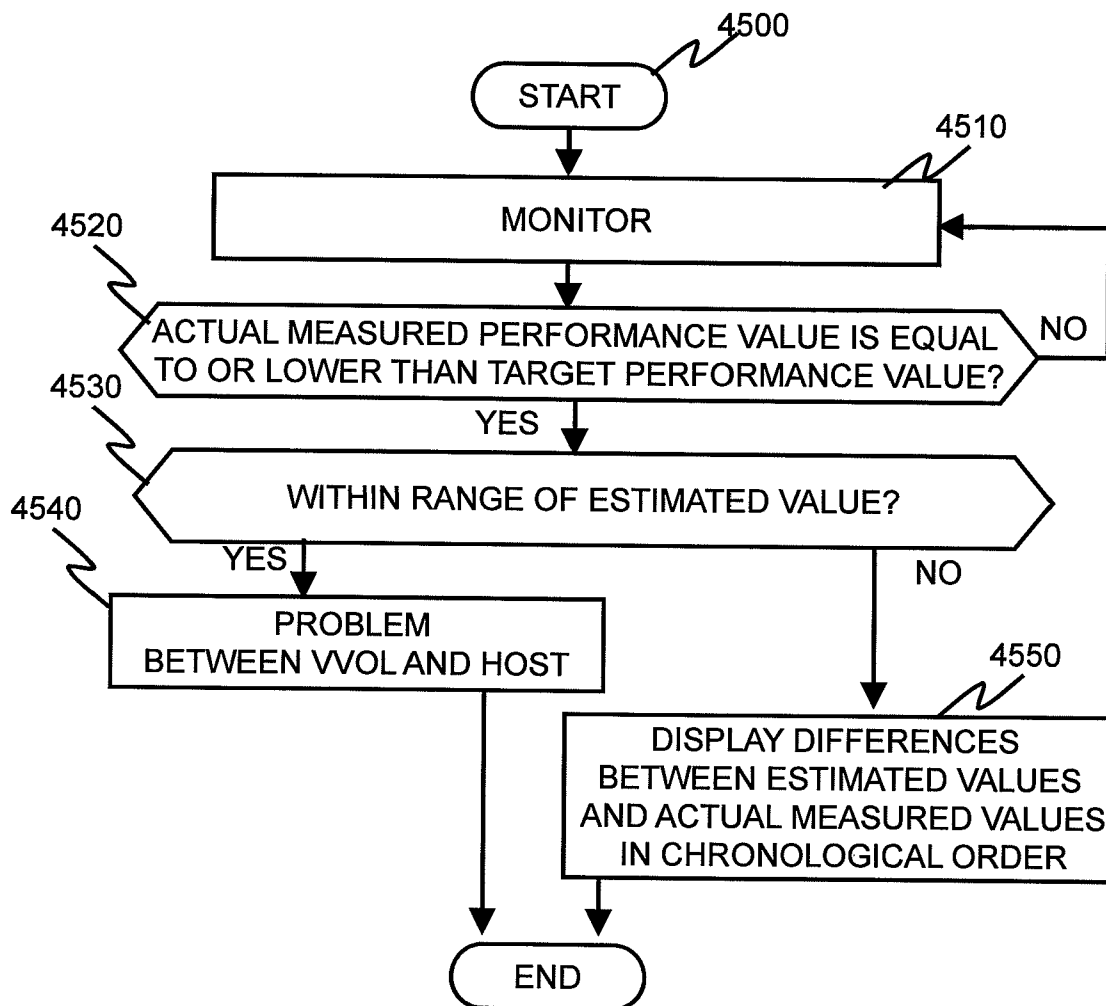 4500
START
4510
MONITOR
4520
ACTUAL MEASURED PERFORMANCE VALUE IS EQUAL
TO OR LOWER THAN TARGET PERFORMANCE VALUE?
NO
4530
YES
WITHIN RANGE OF ESTIMATED VALUE?
4540
YES
NO
PROBLEM
BETWEEN VVOL AND HOST
4550
DISPLAY DIFFERENCES
BETWEEN ESTIMATED VALUES
AND ACTUAL MEASURED VALUES
IN CHRONOLOGICAL ORDER
END